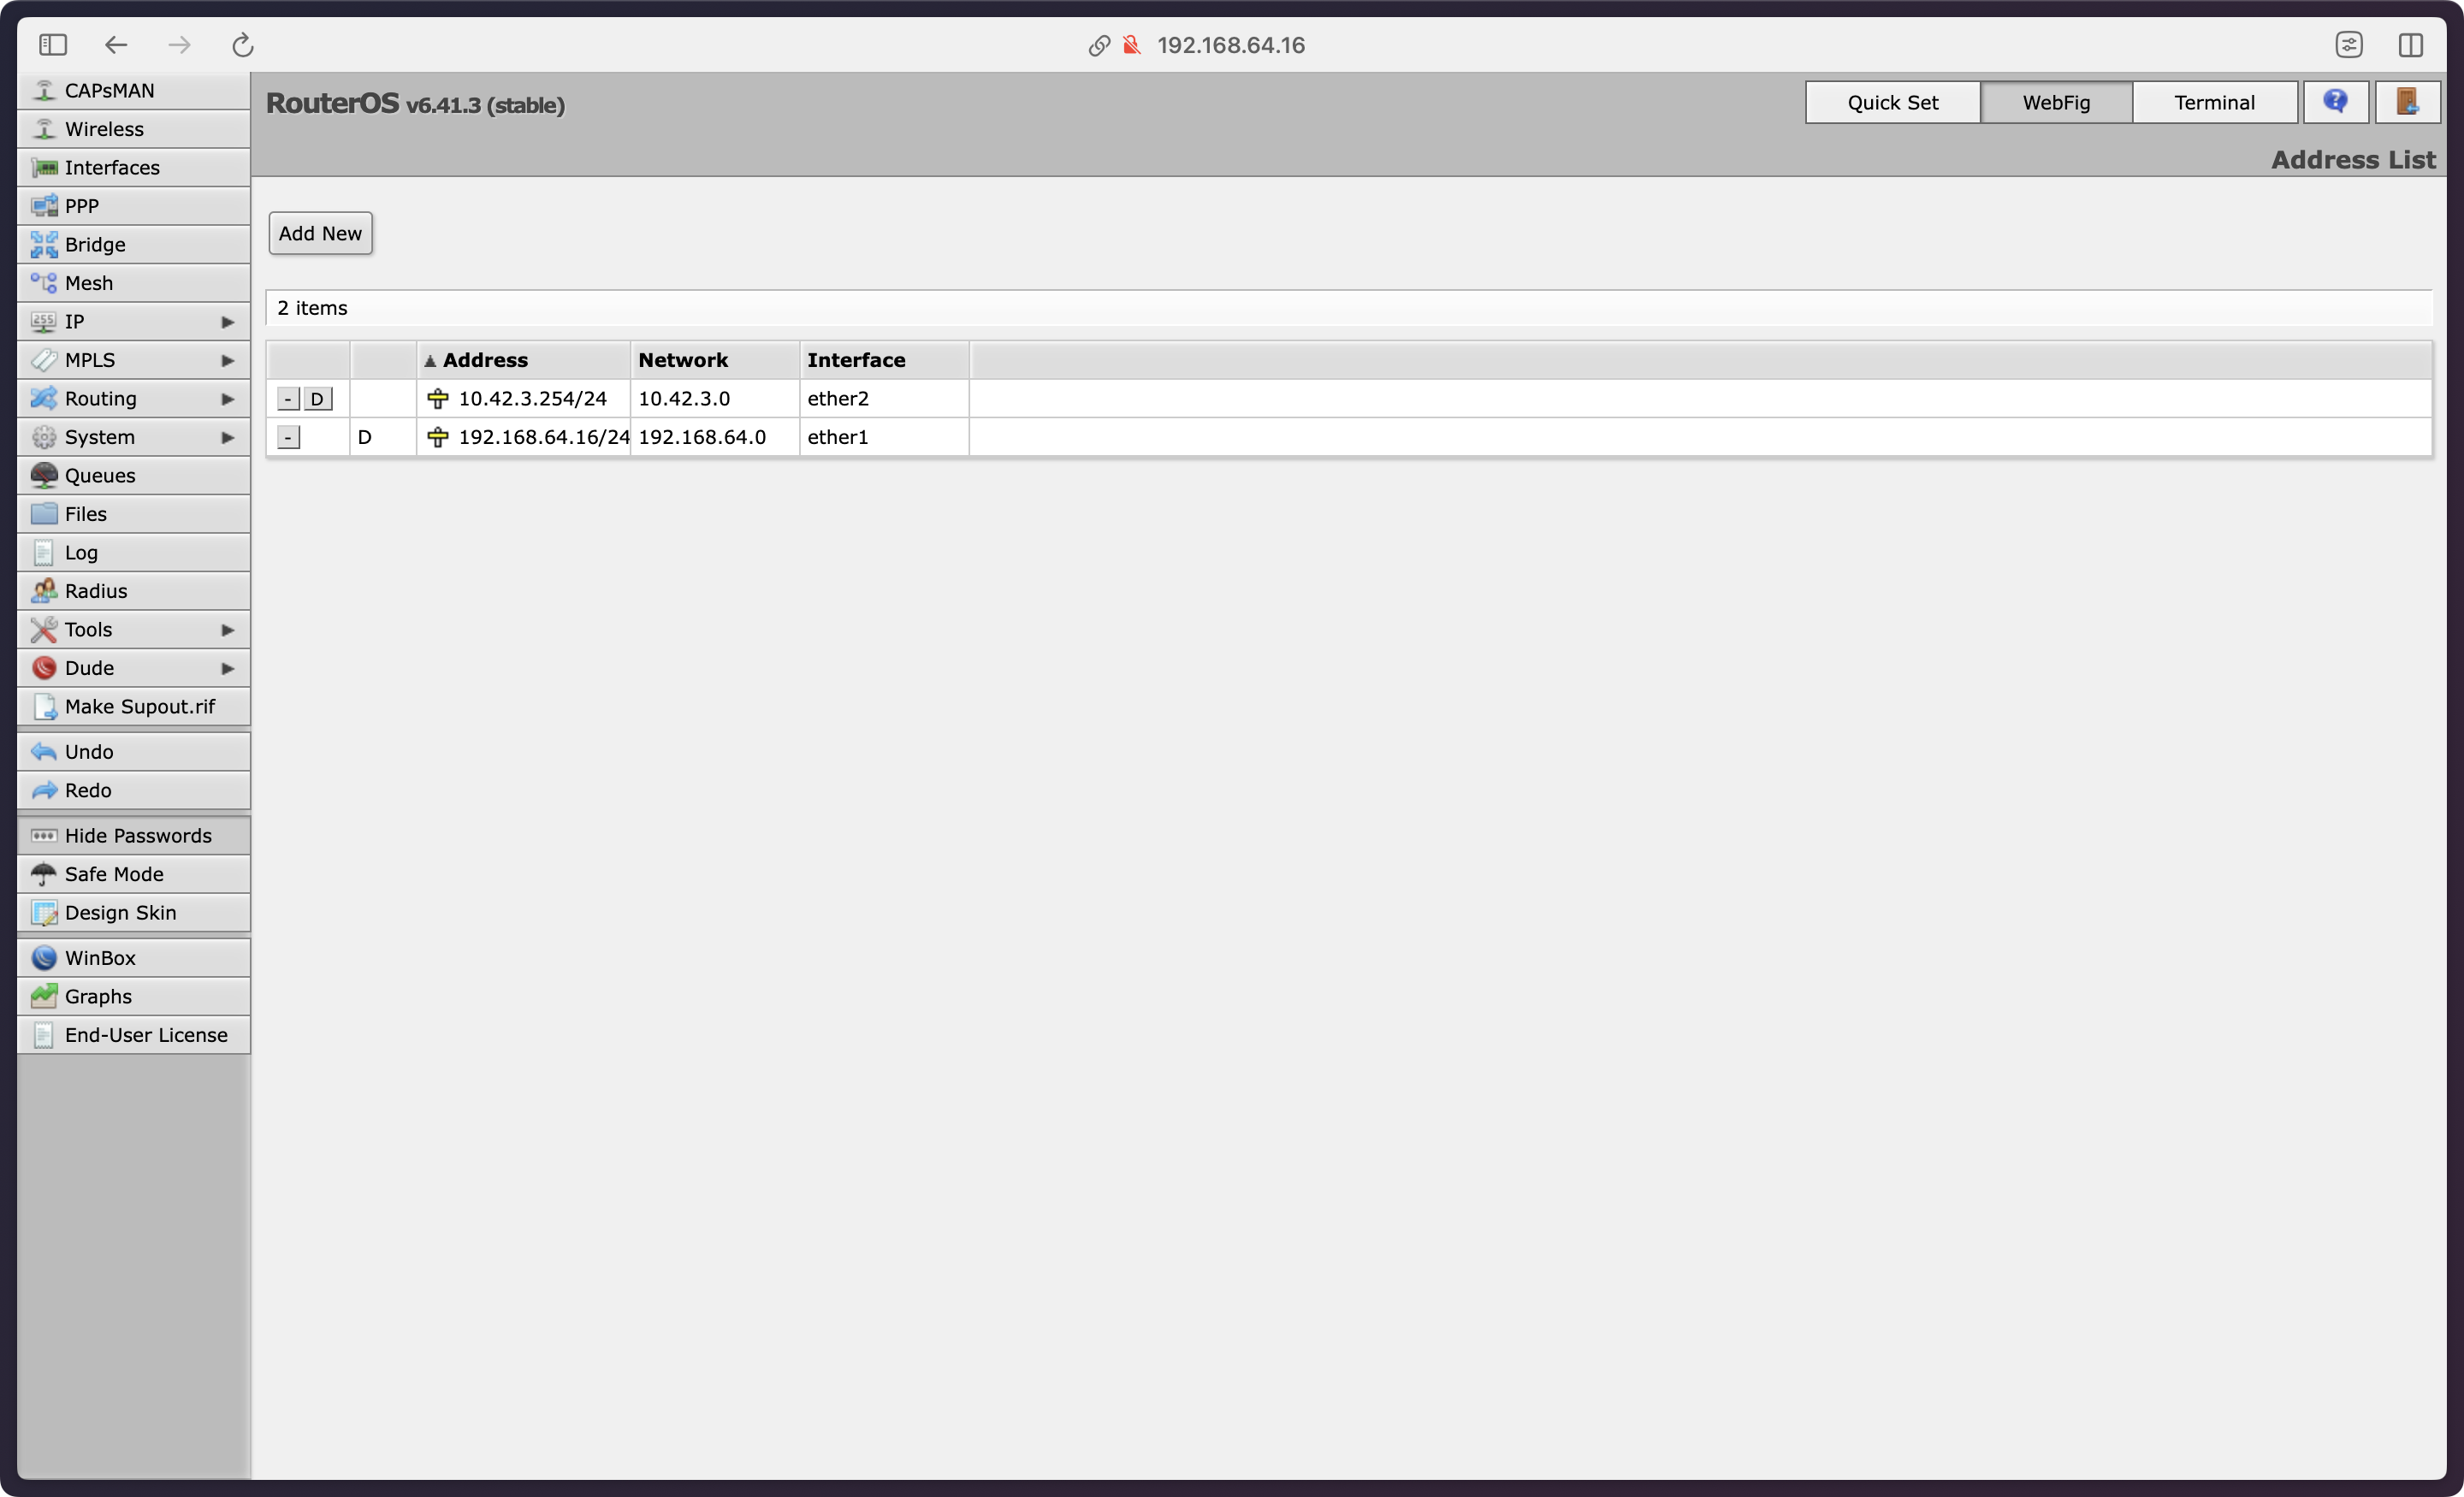 192.168.64.16
CAPsMAN
Wireless
Interfaces
PPP
Bridge
Mesh
255 IP
MPLS
Routing
System
Queues
Files
Log
Radius
Tools
Dude
Make Supout.rif
Undo
Redo
Hide Passwords
Safe Mode
Design Skin
WinBox
Graphs
End-User License
RouterOS v6.41.3 (stable)
Quick Set WebFig Terminal ?
Address List
Add New
2 items
Address Network Interface
- D 10.42.3.254/24 10.42.3.0 ether2
- D 192.168.64.16/24 192.168.64.0 ether1